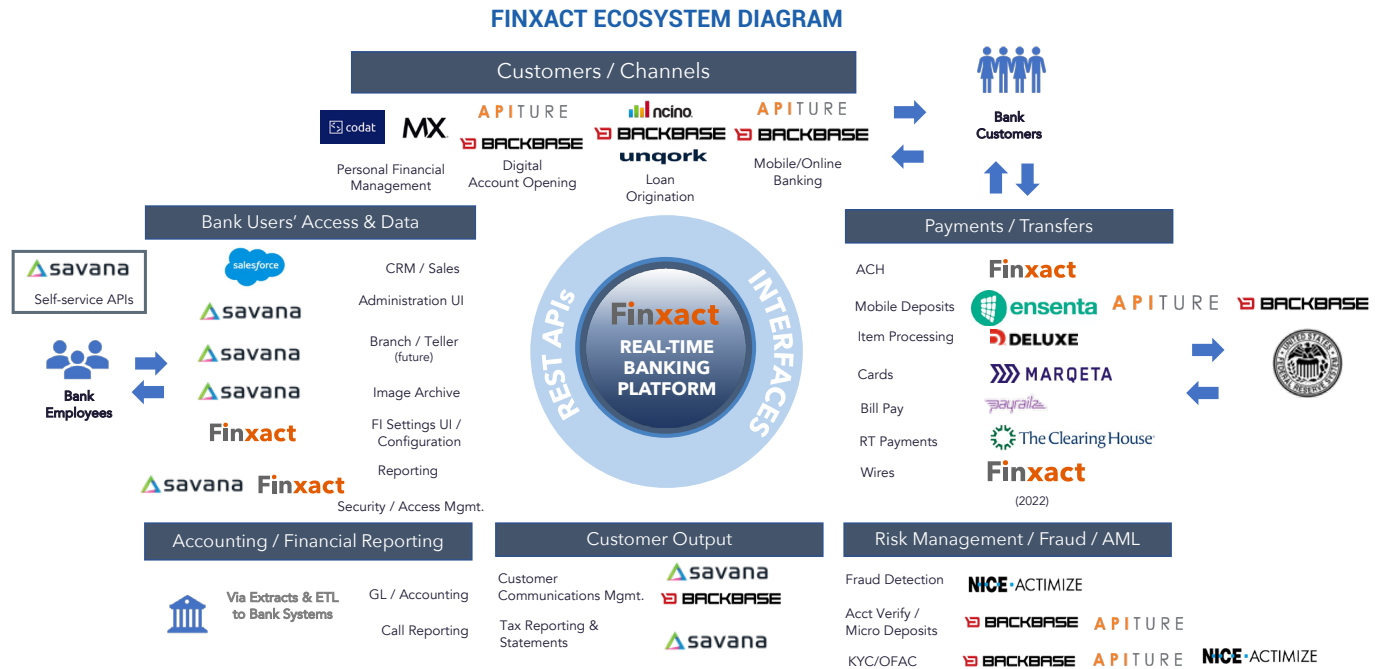 FINXACT ECOSYSTEM DIAGRAM
Customers / Channels
codat
MX
APITURE
BACKBASE
ncino
BACKBASE
unqork
APITURE
BACKBASE
Personal Financial
Management
Digital
Account Opening
Loan
Origination
Mobile/Online
Banking
Bank
Customers
Bank Users' Access & Data
savana
Self-service APIs
Bank
Employees
salesforce
CRM / Sales
savana
Administration UI
savana
Branch / Teller
(future)
savana
Image Archive
Finxact
FI Settings UI /
Configuration
Reporting
savana Finxact
Security / Access Mgmt.
REST APIs
INTERFACES
Finxact
REAL-TIME
BANKING
PLATFORM
Payments / Transfers
ACH
Finxact
Mobile Deposits
ensenta
APITURE
BACKBASE
Item Processing
DELUXE
Cards
MARQETA
Bill Pay
payrailz
RT Payments
The Clearing House
Wires
Finxact
(2022)
UNITED STATES
FEDERAL RESERVE SYSTEM
Accounting / Financial Reporting
Via Extracts & ETL
to Bank Systems
GL / Accounting
Call Reporting
Customer Output
Customer
Communications Mgmt.
savana
BACKBASE
Tax Reporting &
Statements
savana
Risk Management / Fraud / AML
Fraud Detection
NICE·ACTIMIZE
Acct Verify /
Micro Deposits
BACKBASE
APITURE
KYC/OFAC
BACKBASE
APITURE
NICE·ACTIMIZE